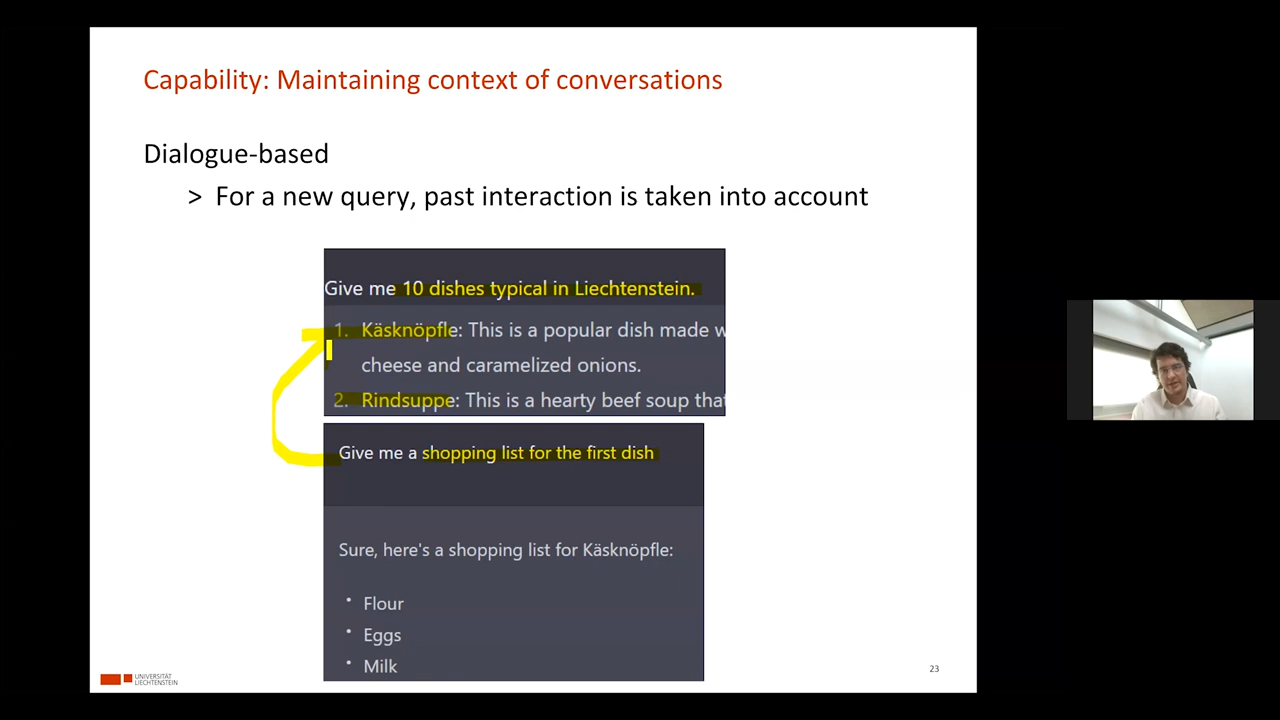 Capability: Maintaining context of conversations
Dialogue-based
> For a new query, past interaction is taken into account
Give me 10 dishes typical in Liechtenstein.
1. Käsknöpfle: This is a popular dish made w
cheese and caramelized onions.
2. Rindsuppe: This is a hearty beef soup that
Give me a shopping list for the first dish
Sure, here's a shopping list for Käsknöpfle:
• Flour
• Eggs
• Milk
UNIVERSITÄT
LIECHTENSTEIN
23